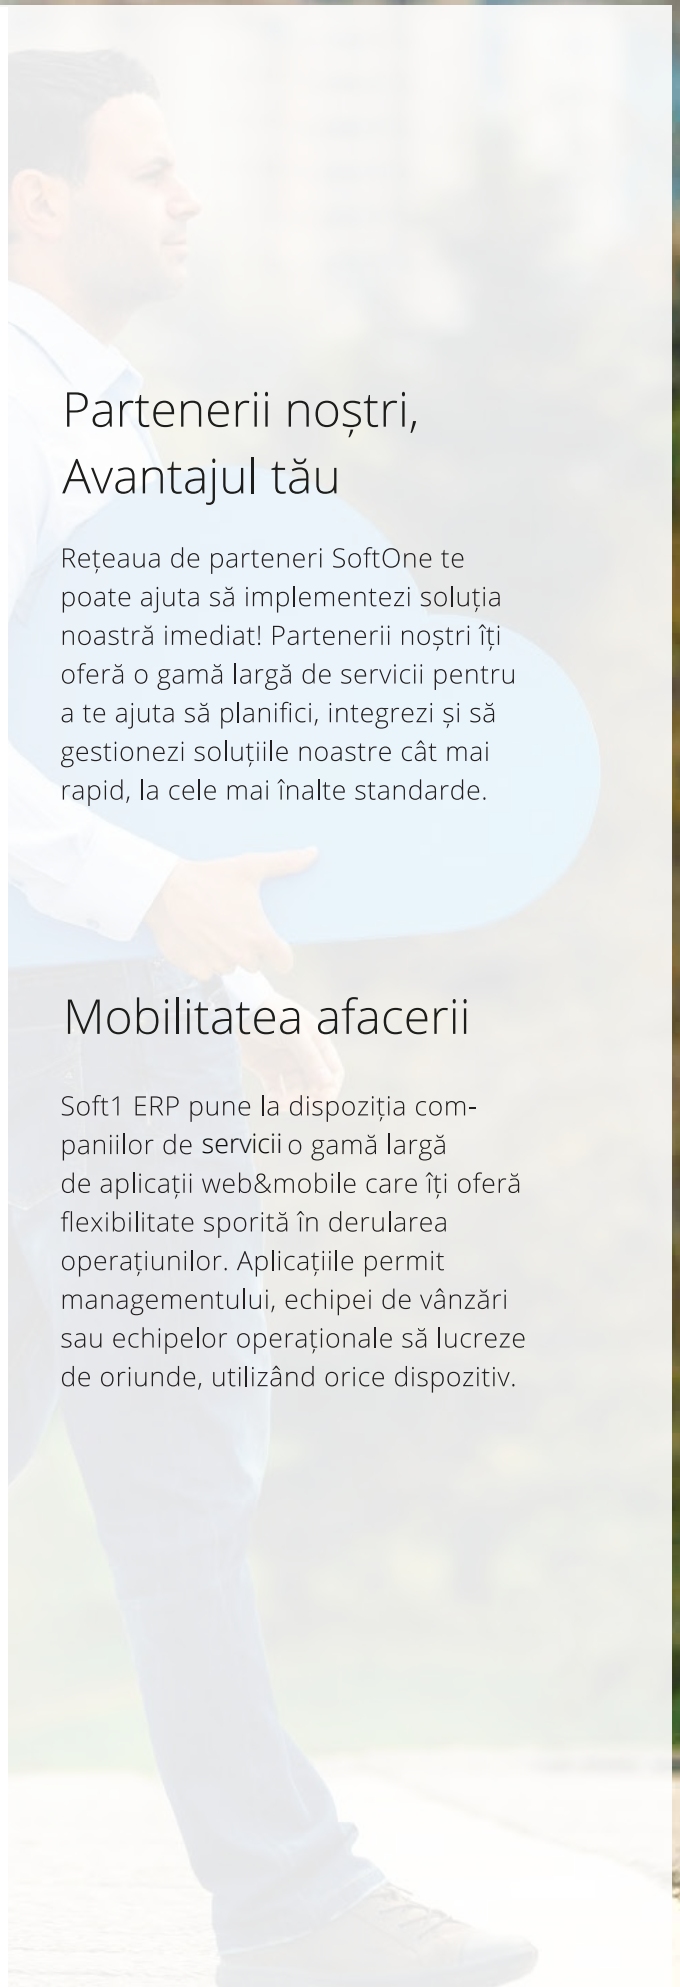 Partenerii noștri,
Avantajul tău
Rețeaua de parteneri SoftOne te
poate ajuta să implementezi soluția
noastră imediat! Partenerii noștri îți
oferă o gamă largă de servicii pentru
a te ajuta să planifici, integrezi și să
gestionezi soluțiile noastre cât mai
rapid, la cele mai înalte standarde.
Mobilitatea afacerii
Soft1 ERP pune la dispoziția com-
paniilor de servicii o gamă largă
de aplicații web&mobile care îți oferă
flexibilitate sporită în derularea
operațiunilor. Aplicațiile permit
managementului, echipei de vânzări
sau echipelor operaționale să lucreze
de oriunde, utilizând orice dispozitiv.